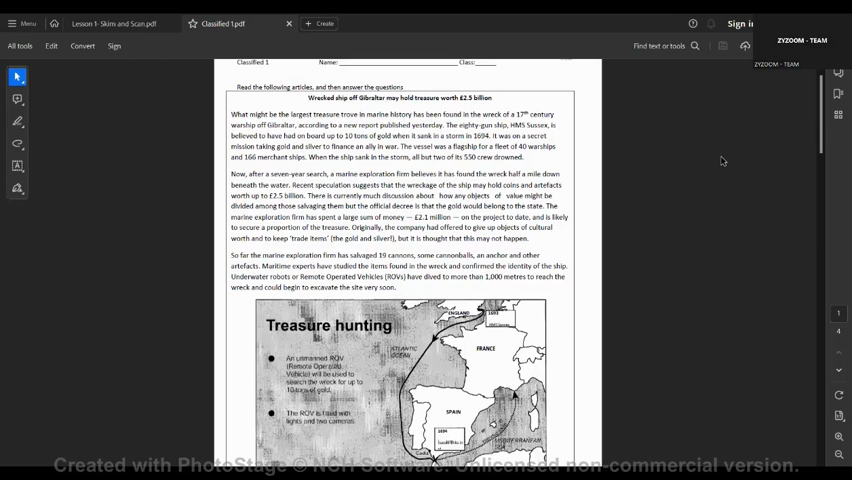 Menu
Lesson 1- Skim and Scan.pdf
Classified 1.pdf
Create
Sign in
ZYZOOM - TEAM
ZYZOOM - TEAM
All tools
Edit
Convert
Sign
Find text or tools
Classified 1 Name: Class:
Read the following articles, and then answer the questions
Wrecked ship off Gibraltar may hold treasure worth £2.5 billion
What might be the largest treasure trove in marine history has been found in the wreck of a 17th century
warship off Gibraltar, according to a new report published yesterday. The eighty-gun ship, HMS Sussex, is
believed to have had on board up to 10 tons of gold when it sank in a storm in 1694. It was on a secret
mission taking gold and silver to finance an ally in war. The vessel was a flagship for a fleet of 40 warships
and 166 merchant ships. When the ship sank in the storm, all but two of its 550 crew drowned.
Now, after a seven-year search, a marine exploration firm believes it has found the wreck half a mile down
beneath the water. Recent speculation suggests that the wreckage of the ship may hold coins and artefacts
worth up to £2.5 billion. There is currently much discussion about how any objects of value might be
divided among those salvaging them but the official decree is that the gold would belong to the state. The
marine exploration firm has spent a large sum of money — £2.1 million — on the project to date, and is likely
to secure a proportion of the treasure. Originally, the company had offered to give up objects of cultural
worth and to keep 'trade items' (the gold and silver!), but it is thought that this may not happen.
So far the marine exploration firm has salvaged 19 cannons, some cannonballs, an anchor and other
artefacts. Maritime experts have studied the items found in the wreck and confirmed the identity of the ship.
Underwater robots or Remote Operated Vehicles (ROVs) have dived to more than 1,000 metres to reach the
wreck and could begin to excavate the site very soon.
Treasure hunting
An unmanned ROV
(Remote Operated
Vehicle) will be used to
search the wreck for up to
10 tons of gold.
The ROV is fitted with
lights and two cameras
ENGLAND
1693
ATLANTIC
OCEAN
FRANCE
SPAIN
1694
Cadiz
MEDITERRANEAN
SEA
1
4
Created with PhotoStage © NCH Software. Unlicensed non-commercial version.